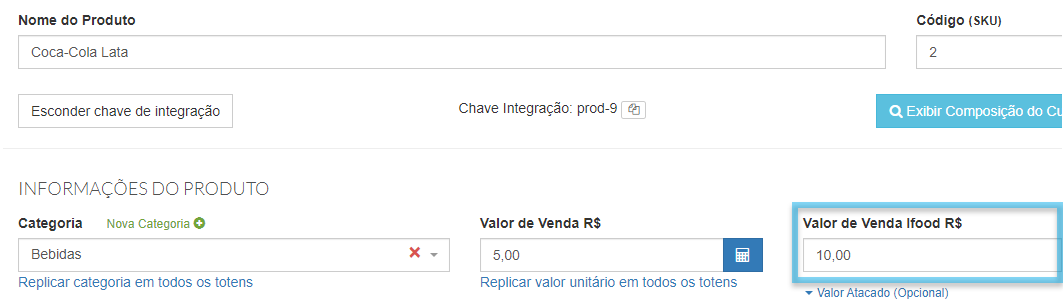 Nome do Produto
Código (SKU)
Coca-Cola Lata
2
Esconder chave de integração
Chave Integração: prod-9
Exibir Composição do
INFORMAÇÕES DO PRODUTO
Categoria
Nova Categoria
Valor de Venda R$
Valor de Venda Ifood R$
Bebidas
5,00
10,00
Replicar categoria em todos os totens
Replicar valor unitário em todos os totens
Valor Atacado (Opcional)